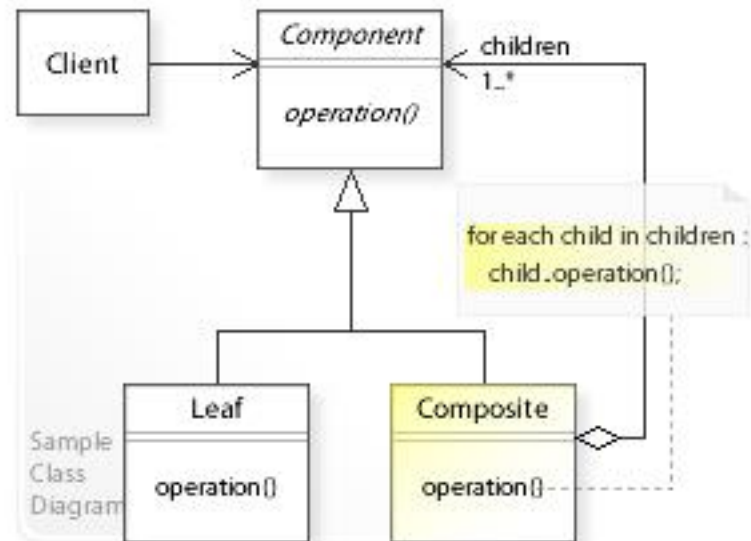 Client
Component
operation()
children
1..*
for each child in children :
child.operation();
Leaf
operation()
Composite
operation()
Sample
Class
Diagram